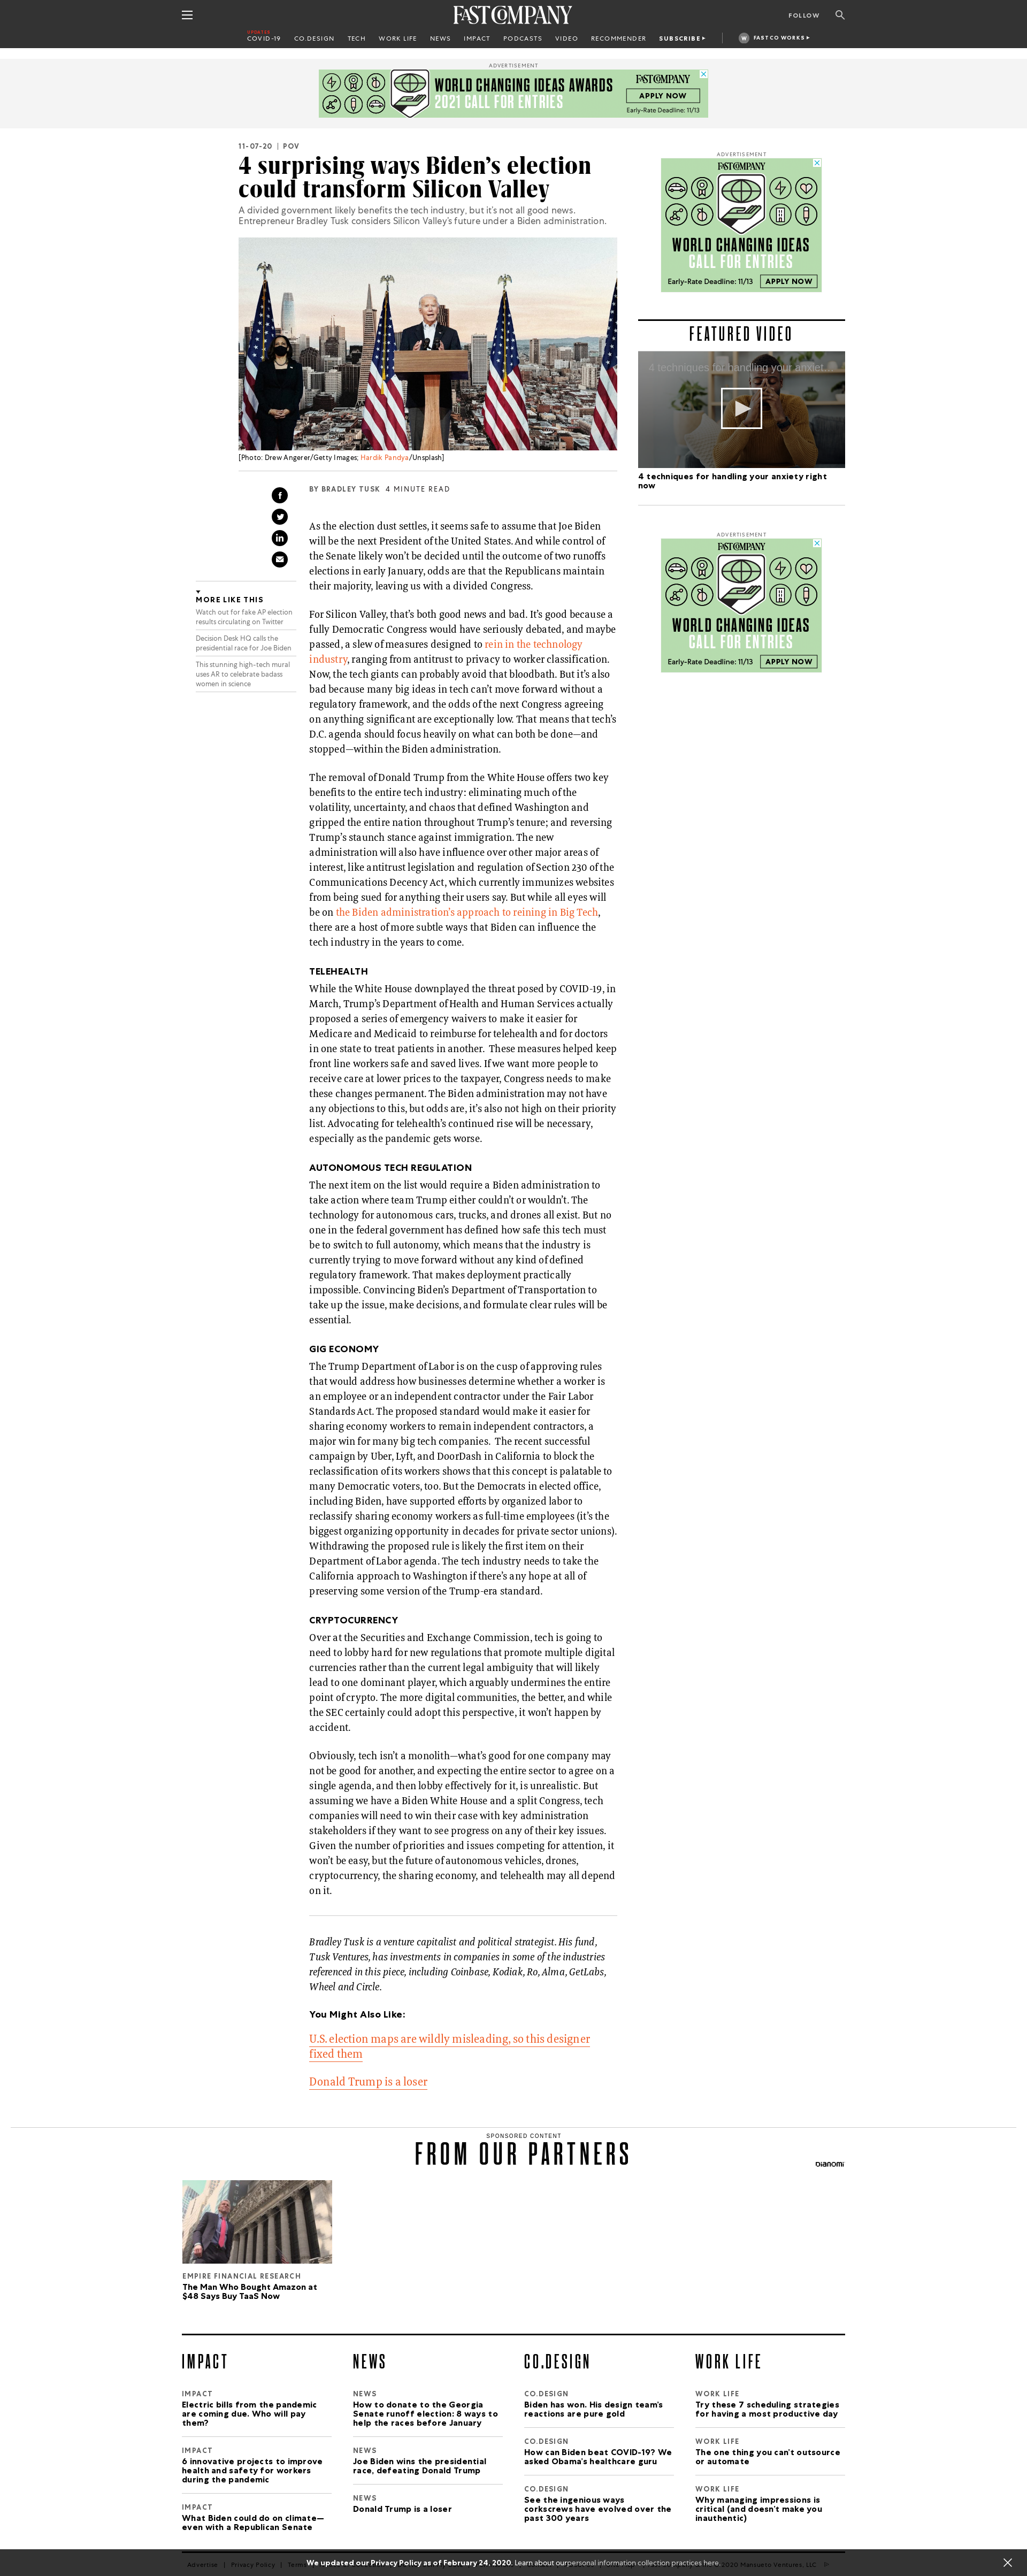 FAST COMPANY
FOLLOW
UPDATED
COVID-19 CO.DESIGN TECH WORK LIFE NEWS IMPACT PODCASTS VIDEO RECOMMENDER SUBSCRIBE
W FASTCO WORKS
ADVERTISEMENT
WORLD CHANGING IDEAS AWARDS
2021 CALL FOR ENTRIES
FAST COMPANY
APPLY NOW
Early-Rate Deadline: 11/13
11-07-20 | POV
4 surprising ways Biden’s election
could transform Silicon Valley
A divided government likely benefits the tech industry, but it’s not all good news.
Entrepreneur Bradley Tusk considers Silicon Valley’s future under a Biden administration.
[Photo: Drew Angerer/Getty Images; Hardik Pandya/Unsplash]
BY BRADLEY TUSK 4 MINUTE READ
MORE LIKE THIS
Watch out for fake AP election
results circulating on Twitter
Decision Desk HQ calls the
presidential race for Joe Biden
This stunning high-tech mural
uses AR to celebrate badass
women in science
As the election dust settles, it seems safe to assume that Joe Biden
will be the next President of the United States. And while control of
the Senate likely won’t be decided until the outcome of two runoffs
elections in early January, odds are that the Republicans maintain
their majority, leaving us with a divided Congress.
For Silicon Valley, that’s both good news and bad. It’s good because a
fully Democratic Congress would have seriously debated, and maybe
passed, a slew of measures designed to rein in the technology
industry, ranging from antitrust to privacy to worker classification.
Now, the tech giants can probably avoid that bloodbath. But it’s also
bad because many big ideas in tech can’t move forward without a
regulatory framework, and the odds of the next Congress agreeing
on anything significant are exceptionally low. That means that tech’s
D.C. agenda should focus heavily on what can both be done—and
stopped—within the Biden administration.
The removal of Donald Trump from the White House offers two key
benefits to the entire tech industry: eliminating much of the
volatility, uncertainty, and chaos that defined Washington and
gripped the entire nation throughout Trump’s tenure; and reversing
Trump’s staunch stance against immigration. The new
administration will also have influence over other major areas of
interest, like antitrust legislation and regulation of Section 230 of the
Communications Decency Act, which currently immunizes websites
from being sued for anything their users say. But while all eyes will
be on the Biden administration’s approach to reining in Big Tech,
there are a host of more subtle ways that Biden can influence the
tech industry in the years to come.
TELEHEALTH
While the White House downplayed the threat posed by COVID-19, in
March, Trump’s Department of Health and Human Services actually
proposed a series of emergency waivers to make it easier for
Medicare and Medicaid to reimburse for telehealth and for doctors
in one state to treat patients in another. These measures helped keep
front line workers safe and saved lives. If we want more people to
receive care at lower prices to the taxpayer, Congress needs to make
these changes permanent. The Biden administration may not have
any objections to this, but odds are, it’s also not high on their priority
list. Advocating for telehealth’s continued rise will be necessary,
especially as the pandemic gets worse.
AUTONOMOUS TECH REGULATION
The next item on the list would require a Biden administration to
take action where team Trump either couldn’t or wouldn’t. The
technology for autonomous cars, trucks, and drones all exist. But no
one in the federal government has defined how safe this tech must
be to switch to full autonomy, which means that the industry is
currently trying to move forward without any kind of defined
regulatory framework. That makes deployment practically
impossible. Convincing Biden’s Department of Transportation to
take up the issue, make decisions, and formulate clear rules will be
essential.
GIG ECONOMY
The Trump Department of Labor is on the cusp of approving rules
that would address how businesses determine whether a worker is
an employee or an independent contractor under the Fair Labor
Standards Act. The proposed standard would make it easier for
sharing economy workers to remain independent contractors, a
major win for many big tech companies. The recent successful
campaign by Uber, Lyft, and DoorDash in California to block the
reclassification of its workers shows that this concept is palatable to
many Democratic voters, too. But the Democrats in elected office,
including Biden, have supported efforts by organized labor to
reclassify sharing economy workers as full-time employees (it’s the
biggest organizing opportunity in decades for private sector unions).
Withdrawing the proposed rule is likely the first item on their
Department of Labor agenda. The tech industry needs to take the
California approach to Washington if there’s any hope at all of
preserving some version of the Trump-era standard.
CRYPTOCURRENCY
Over at the Securities and Exchange Commission, tech is going to
need to lobby hard for new regulations that promote multiple digital
currencies rather than the current legal ambiguity that will likely
lead to one dominant player, which arguably undermines the entire
point of crypto. The more digital communities, the better, and while
the SEC certainly could adopt this perspective, it won’t happen by
accident.
Obviously, tech isn’t a monolith—what’s good for one company may
not be good for another, and expecting the entire sector to agree on a
single agenda, and then lobby effectively for it, is unrealistic. But
assuming we have a Biden White House and a split Congress, tech
companies will need to win their case with key administration
stakeholders if they want to see progress on any of their key issues.
Given the number of priorities and issues competing for attention, it
won’t be easy, but the future of autonomous vehicles, drones,
cryptocurrency, the sharing economy, and telehealth may all depend
on it.
Bradley Tusk is a venture capitalist and political strategist. His fund,
Tusk Ventures, has investments in companies in some of the industries
referenced in this piece, including Coinbase, Kodiak, Ro, Alma, GetLabs,
Wheel and Circle.
You Might Also Like:
U.S. election maps are wildly misleading, so this designer
fixed them
Donald Trump is a loser
ADVERTISEMENT
FAST COMPANY
WORLD CHANGING IDEAS
CALL FOR ENTRIES
Early-Rate Deadline: 11/13 APPLY NOW
FEATURED VIDEO
4 techniques for handling your anxiet
4 techniques for handling your anxiety right
now
ADVERTISEMENT
FAST COMPANY
WORLD CHANGING IDEAS
CALL FOR ENTRIES
Early-Rate Deadline: 11/13 APPLY NOW
SPONSORED CONTENT
FROM OUR PARTNERS
bianomi
EMPIRE FINANCIAL RESEARCH
The Man Who Bought Amazon at
$48 Says Buy TaaS Now
IMPACT
IMPACT
Electric bills from the pandemic
are coming due. Who will pay
them?
IMPACT
6 innovative projects to improve
health and safety for workers
during the pandemic
IMPACT
What Biden could do on climate—
even with a Republican Senate
NEWS
NEWS
How to donate to the Georgia
Senate runoff election: 8 ways to
help the races before January
NEWS
Joe Biden wins the presidential
race, defeating Donald Trump
NEWS
Donald Trump is a loser
CO.DESIGN
CO.DESIGN
Biden has won. His design team’s
reactions are pure gold
CO.DESIGN
How can Biden beat COVID-19? We
asked Obama’s healthcare guru
CO.DESIGN
See the ingenious ways
corkscrews have evolved over the
past 300 years
WORK LIFE
WORK LIFE
Try these 7 scheduling strategies
for having a most productive day
WORK LIFE
The one thing you can’t outsource
or automate
WORK LIFE
Why managing impressions is
critical (and doesn’t make you
inauthentic)
We updated our Privacy Policy as of February 24, 2020. Learn about our personal information collection practices here.
Advertise | Privacy Policy | Terms
2020 Mansueto Ventures, LLC